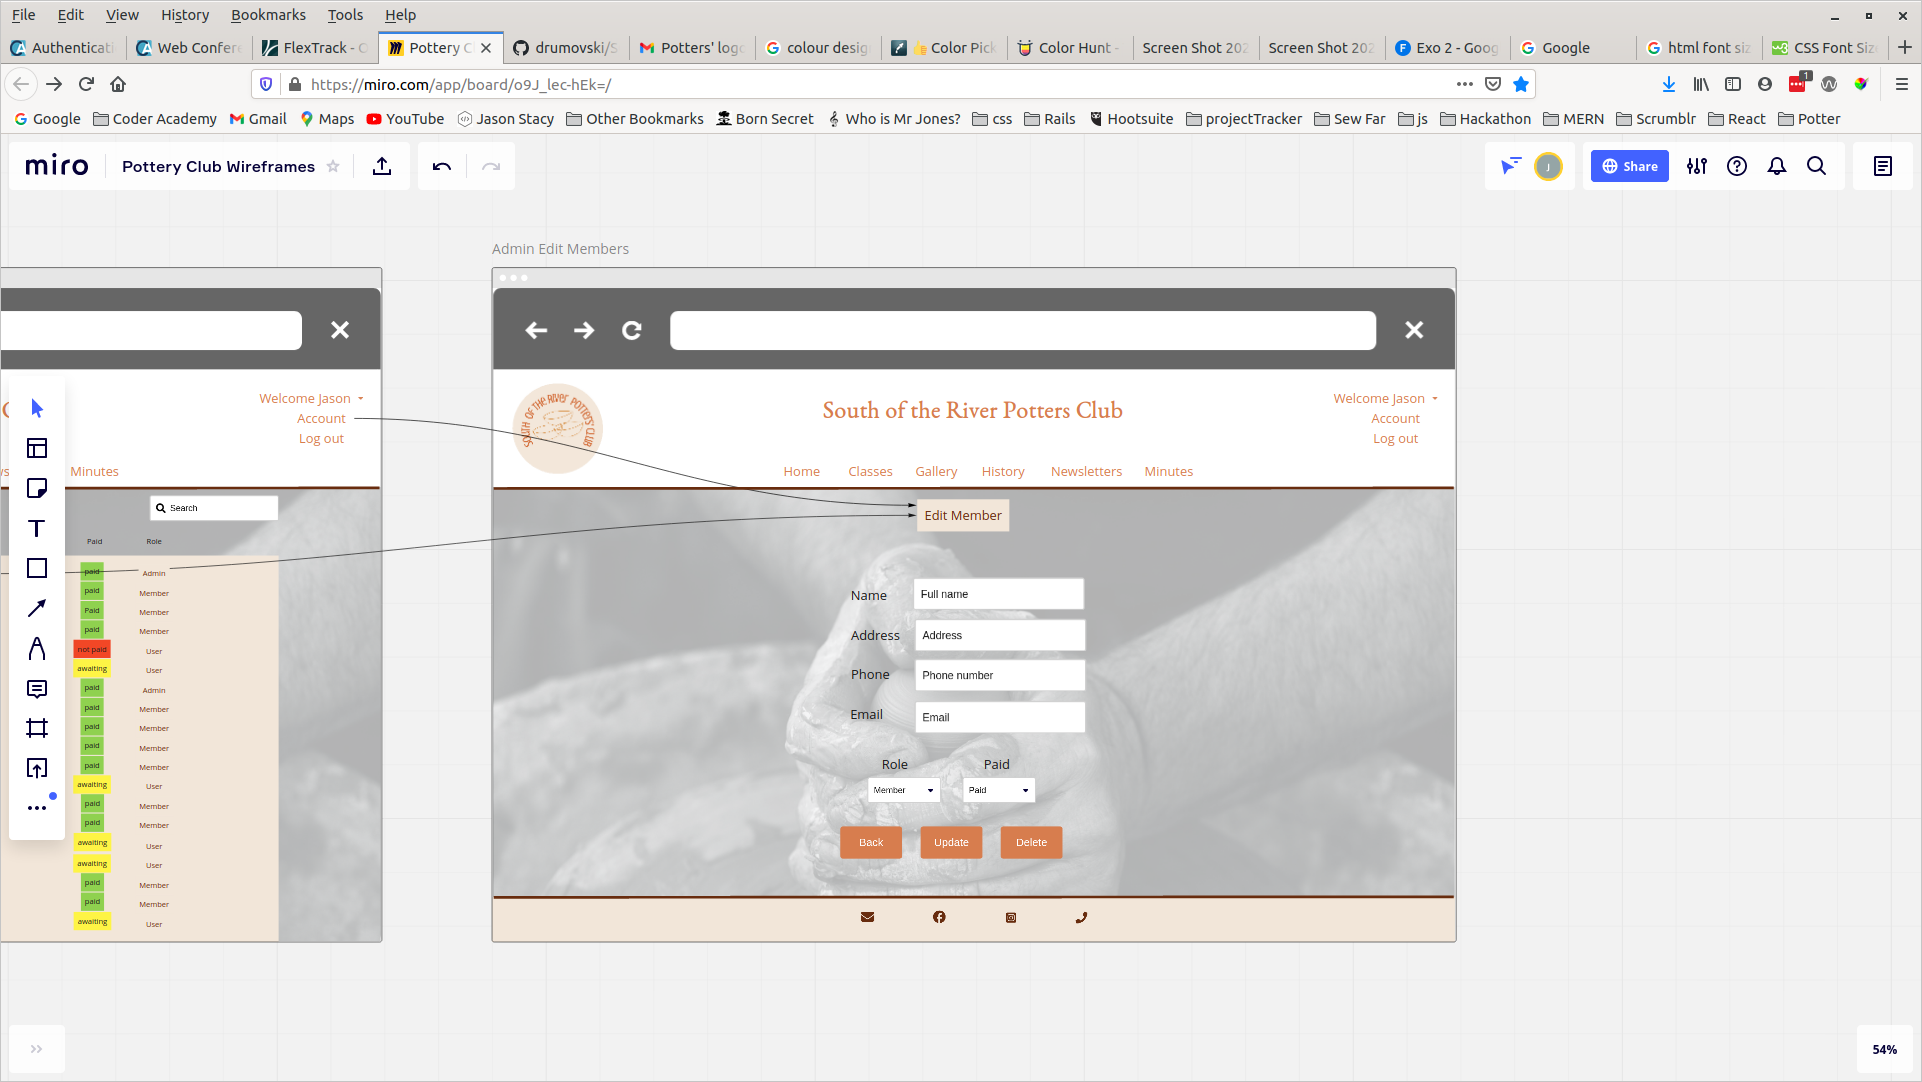 File Edit View History Bookmarks Tools Help
Authenticati Web Confere FlexTrack - O Pottery C drumovski/S Potters' logo colour desig Color Pick Color Hunt - Screen Shot 202 Screen Shot 202 Exo 2 - Goog Google html font siz CSS Font Siz
https://miro.com/app/board/o9J_lec-hEk=/
1
Google Coder Academy Gmail Maps YouTube Jason Stacy Other Bookmarks Born Secret Who is Mr Jones? css Rails Hootsuite projectTracker Sew Far js Hackathon MERN Scrumblr React Potter
miro Pottery Club Wireframes
J Share
Admin Edit Members
Welcome Jason
Account
Log out
Minutes
Search
Paid Role
paid Admin
paid Member
Paid Member
paid Member
not paid User
awaiting User
paid Admin
paid Member
paid Member
paid Member
paid Member
awaiting User
paid Member
paid Member
awaiting User
awaiting User
paid Member
paid Member
awaiting User
SOUTH OF THE RIVER POTTERS CLUB
South of the River Potters Club
Welcome Jason
Account
Log out
Home Classes Gallery History Newsletters Minutes
Edit Member
Name Full name
Address Address
Phone Phone number
Email Email
Role Paid
Member Paid
Back Update Delete
54%